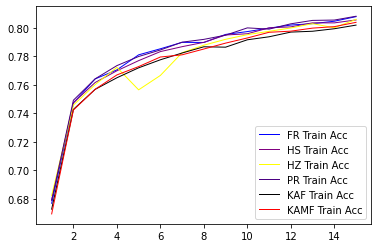 0.80
0.78
0.76
0.74
0.72
0.70
0.68
2 4 6 8 10 12 14
FR Train Acc
HS Train Acc
HZ Train Acc
PR Train Acc
KAF Train Acc
KAMF Train Acc